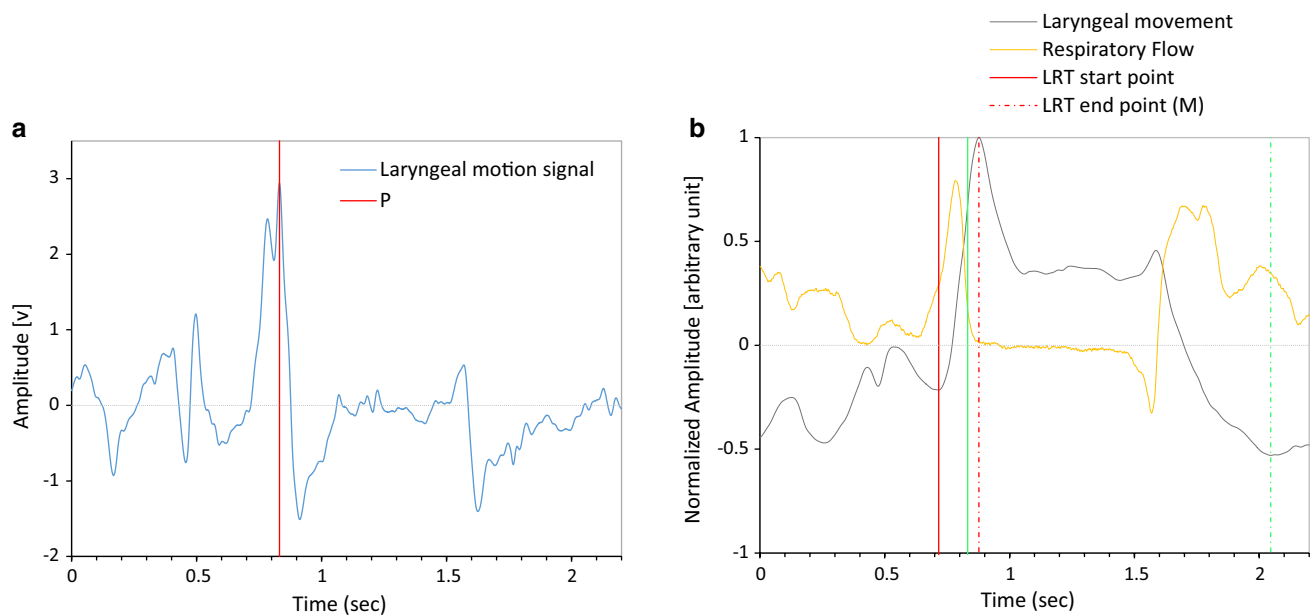 Laryngeal movement
Respiratory Flow
LRT start point
LRT end point (M)
a
b
3
2
1
0
-1
-2
Amplitude [v]
Laryngeal motion signal
P
0
0.5
1
1.5
2
Time (sec)
1
0.5
0
-0.5
-1
Normalized Amplitude [arbitrary unit]
0
0.5
1
1.5
2
Time (sec)